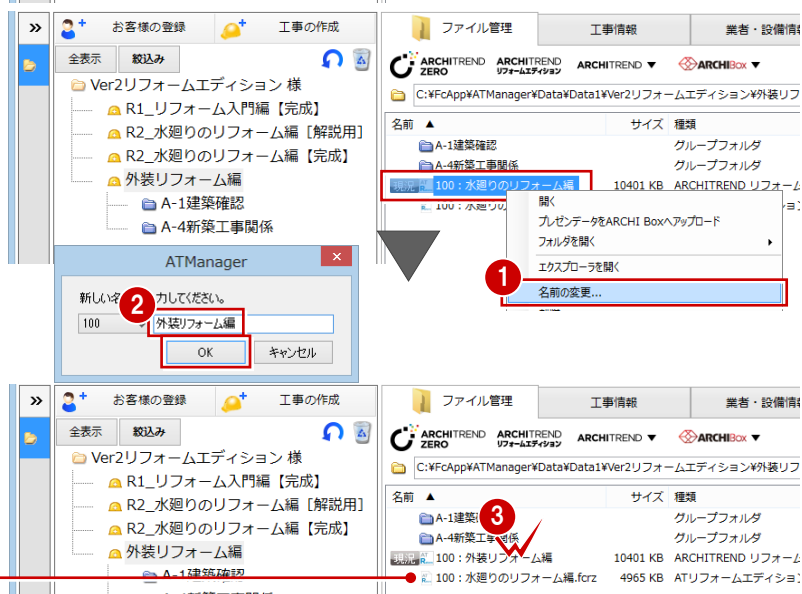 »
お客様の登録
工事の作成
全表示
絞込み
Ver2リフォームエディション 様
R1_リフォーム入門編【完成】
R2_水廻りのリフォーム編［解説用］
R2_水廻りのリフォーム編【完成】
外装リフォーム編
A-1建築確認
A-4新築工事関係
ファイル管理
工事情報
業者・設備情
ARCHITREND ZERO
ARCHITREND リフォームエディション
ARCHITREND ▼
ARCHIBOX ▼
C:¥FcApp¥ATManager¥Data¥Data1¥Ver2リフォームエディション¥外装リフ
名前 ▲
サイズ
種類
A-1建築確認
グループフォルダ
A-4新築工事関係
グループフォルダ
現況
100：水廻りのリフォーム編
10401 KB
ARCHITREND リフォーム
100：水廻りの
開く
プレゼンデータをARCHI Boxへアップロード
フォルダを開く
エクスプローラを開く
1
名前の変更...
ATManager
×
新しい名
力してください。
2
100
外装リフォーム編
OK
キャンセル
»
お客様の登録
工事の作成
全表示
絞込み
Ver2リフォームエディション 様
R1_リフォーム入門編【完成】
R2_水廻りのリフォーム編［解説用］
R2_水廻りのリフォーム編【完成】
外装リフォーム編
A-1建築確認
ファイル管理
工事情報
業者・設備情
ARCHITREND ZERO
ARCHITREND リフォームエディション
ARCHITREND ▼
ARCHIBOX ▼
C:¥FcApp¥ATManager¥Data¥Data1¥Ver2リフォームエディション¥外装リフ
名前 ▲
サイズ
種類
A-1建築
グループフォルダ
3
A-4新築工事関係
グループフォルダ
現況
100：外装リフォーム編
10401 KB
ARCHITREND リフォーム
100：水廻りのリフォーム編.fcrz
4965 KB
ATリフォームエディショ